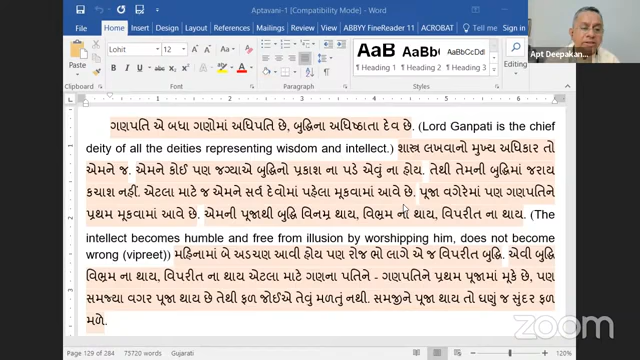 Aptavani-1 [Compatibility Mode] - Word
File
Home
Insert
Design
Layout
References
Mailings
Review
View
ABBYY FineReader 11
ACROBAT
Tell me
Share
Paste
Clipboard
Lohit
12
Font
Paragraph
AaB
¶ Heading 1
AaBb(
¶ Heading 2
AaBbCcDdI
¶ Heading 3
Styles
Editing
Apt Deepakan...
ગણપતિ એ બધા ગણોમાં અધિપતિ છે, બુદ્ધિના અધિષ્ઠાતા દેવ છે. (Lord Ganpati is the chief
deity of all the deities representing wisdom and intellect.) શાસ્ત્ર લખવાનો મુખ્ય અધિકાર તો
એમને જ. એમને કોઈ પણ જગ્યાએ બુદ્ધિનો પ્રકાશ ના પડે એવું ના હોય. તેથી તેમની બુદ્ધિમાં જરાય
કચાશ નહીં. એટલા માટે જ એમને સર્વ દેવોમાં પહેલા મૂકવામાં આવે છે. પૂજા વગેરેમાં પણ ગણપતિને
પ્રથમ મૂકવામાં આવે છે. એમની પૂજાથી બુદ્ધિ વિનમ્ર થાય, વિભ્રમ ના થાય, વિપરીત ના થાય. (The
intellect becomes humble and free from illusion by worshipping him, does not become
wrong (vipreet) મહિનામાં બે અડચણ આવી હોય પણ રોજ ભો લાગે એ જ વિપરીત બુદ્ધિ. એવી બુદ્ધિ
વિભ્રમ ના થાય, વિપરીત ના થાય એટલા માટે ગણના પતિને - ગણપતિને પ્રથમ પૂજામાં મૂકે છે, પણ
સમજ્યા વગર પૂજા થાય છે તેથી ફળ જોઈએ તેવું મળતું નથી. સમજીને પૂજા થાય તો ઘણું જ સુંદર ફળ
મળે.
zoom
Page 129 of 284
75720 words
Gujarati
120%